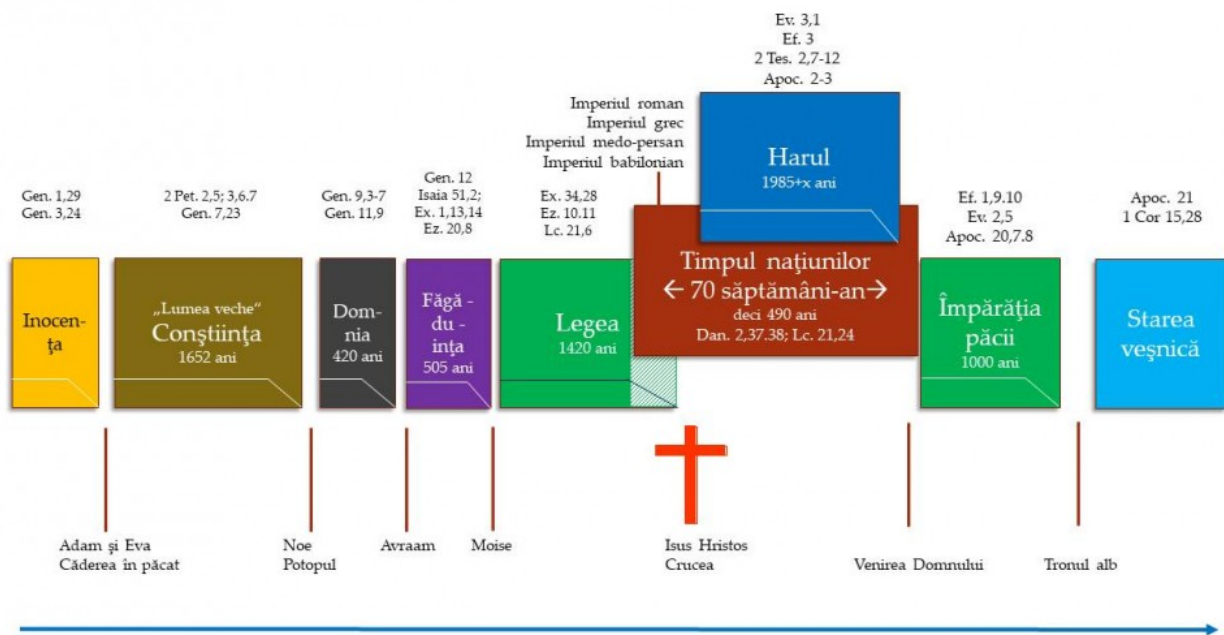 Gen. 1,29
Gen. 3,24
2 Pet. 2,5; 3,6.7
Gen. 7,23
Gen. 9,3-7
Gen. 11,9
Gen. 12
Isaia 51,2;
Ex. 1,13,14
Ez. 20,8
Ex. 34,28
Ez. 10.11
Lc. 21,6
Imperiul roman
Imperiul grec
Imperiul medo-persan
Imperiul babilonian
Ev. 3,1
Ef. 3
2 Tes. 2,7-12
Apoc. 2-3
Ef. 1,9.10
Ev. 2,5
Apoc. 20,7.8
Apoc. 21
1 Cor 15,28
Inocen-
ţa
„Lumea veche“
Conştiinţa
1652 ani
Dom-
nia
420 ani
Făgă -
du -
inţa
505 ani
Legea
1420 ani
Harul
1985+x ani
Timpul naţiunilor
← 70 săptămâni-an→
deci 490 ani
Dan. 2,37.38; Lc. 21,24
Împărăţia
păcii
1000 ani
Starea
veşnică
Adam şi Eva
Căderea în păcat
Noe
Potopul
Avraam
Moise
Isus Hristos
Crucea
Venirea Domnului
Tronul alb